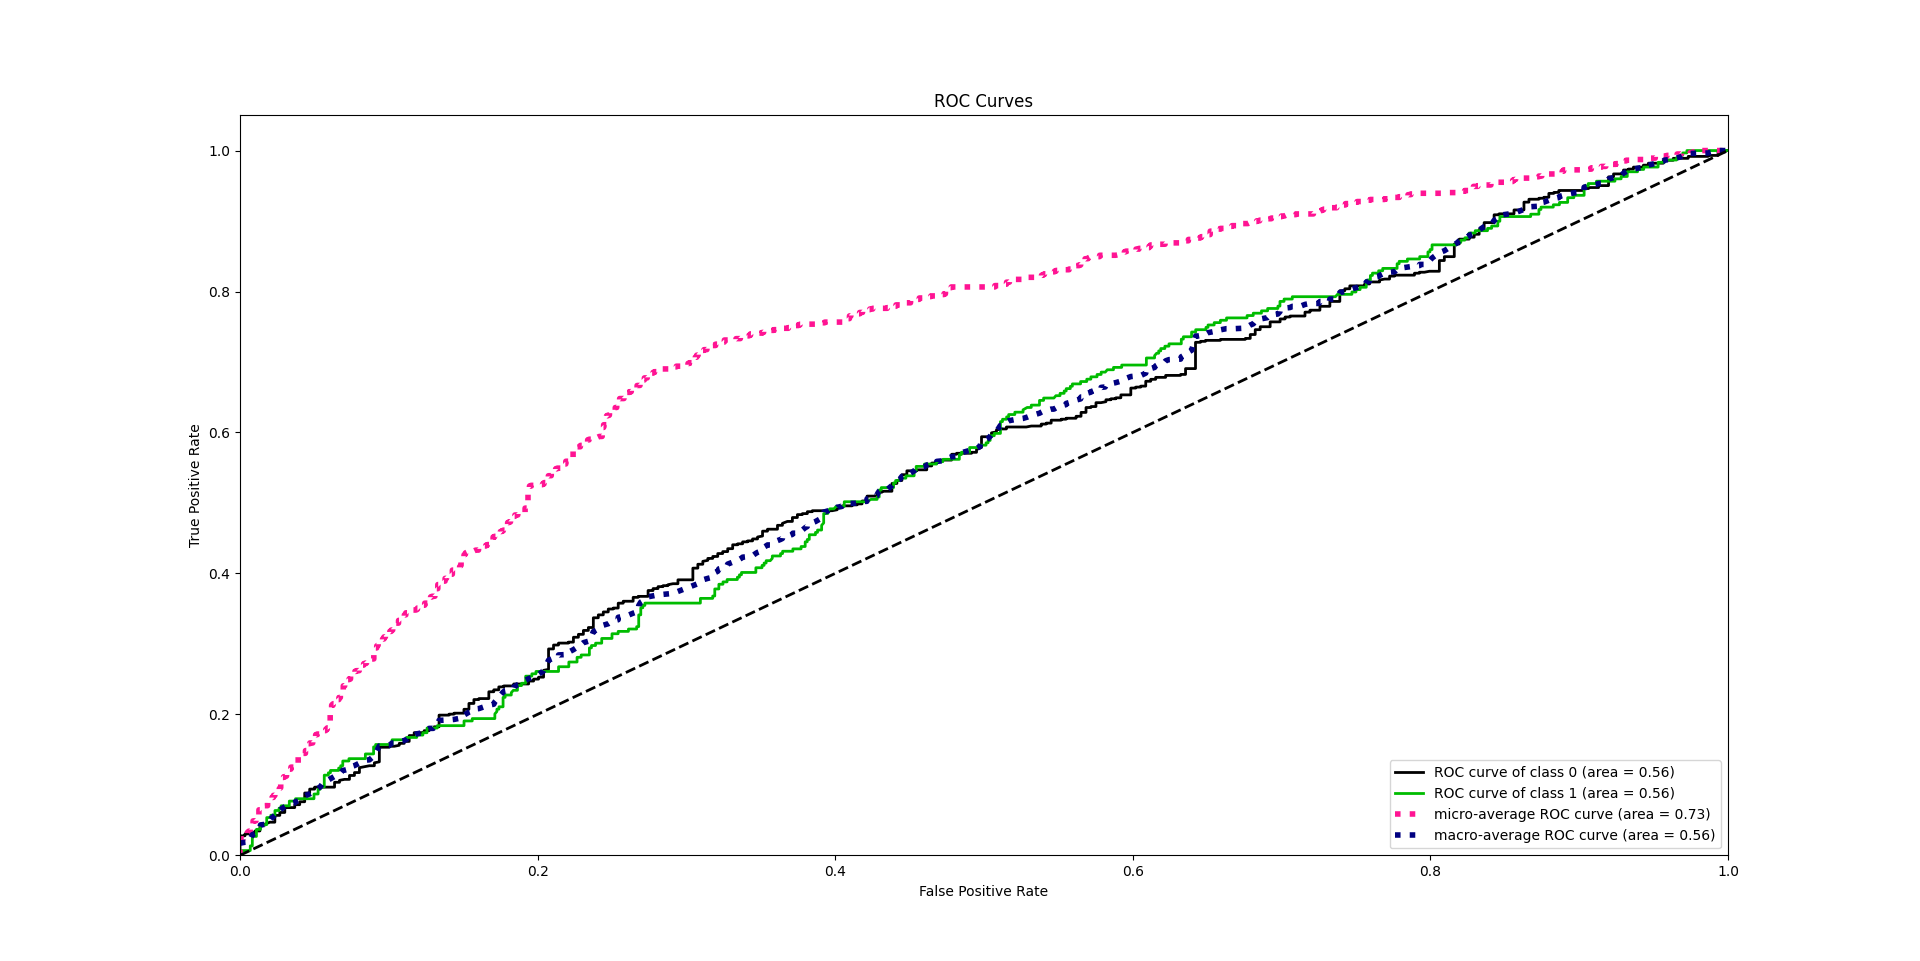 ROC Curves
1.0
0.8
0.6
0.4
0.2
0.0
True Positive Rate
0.0 0.2 0.4 0.6 0.8 1.0
False Positive Rate
ROC curve of class 0 (area = 0.56)
ROC curve of class 1 (area = 0.56)
micro-average ROC curve (area = 0.73)
macro-average ROC curve (area = 0.56)